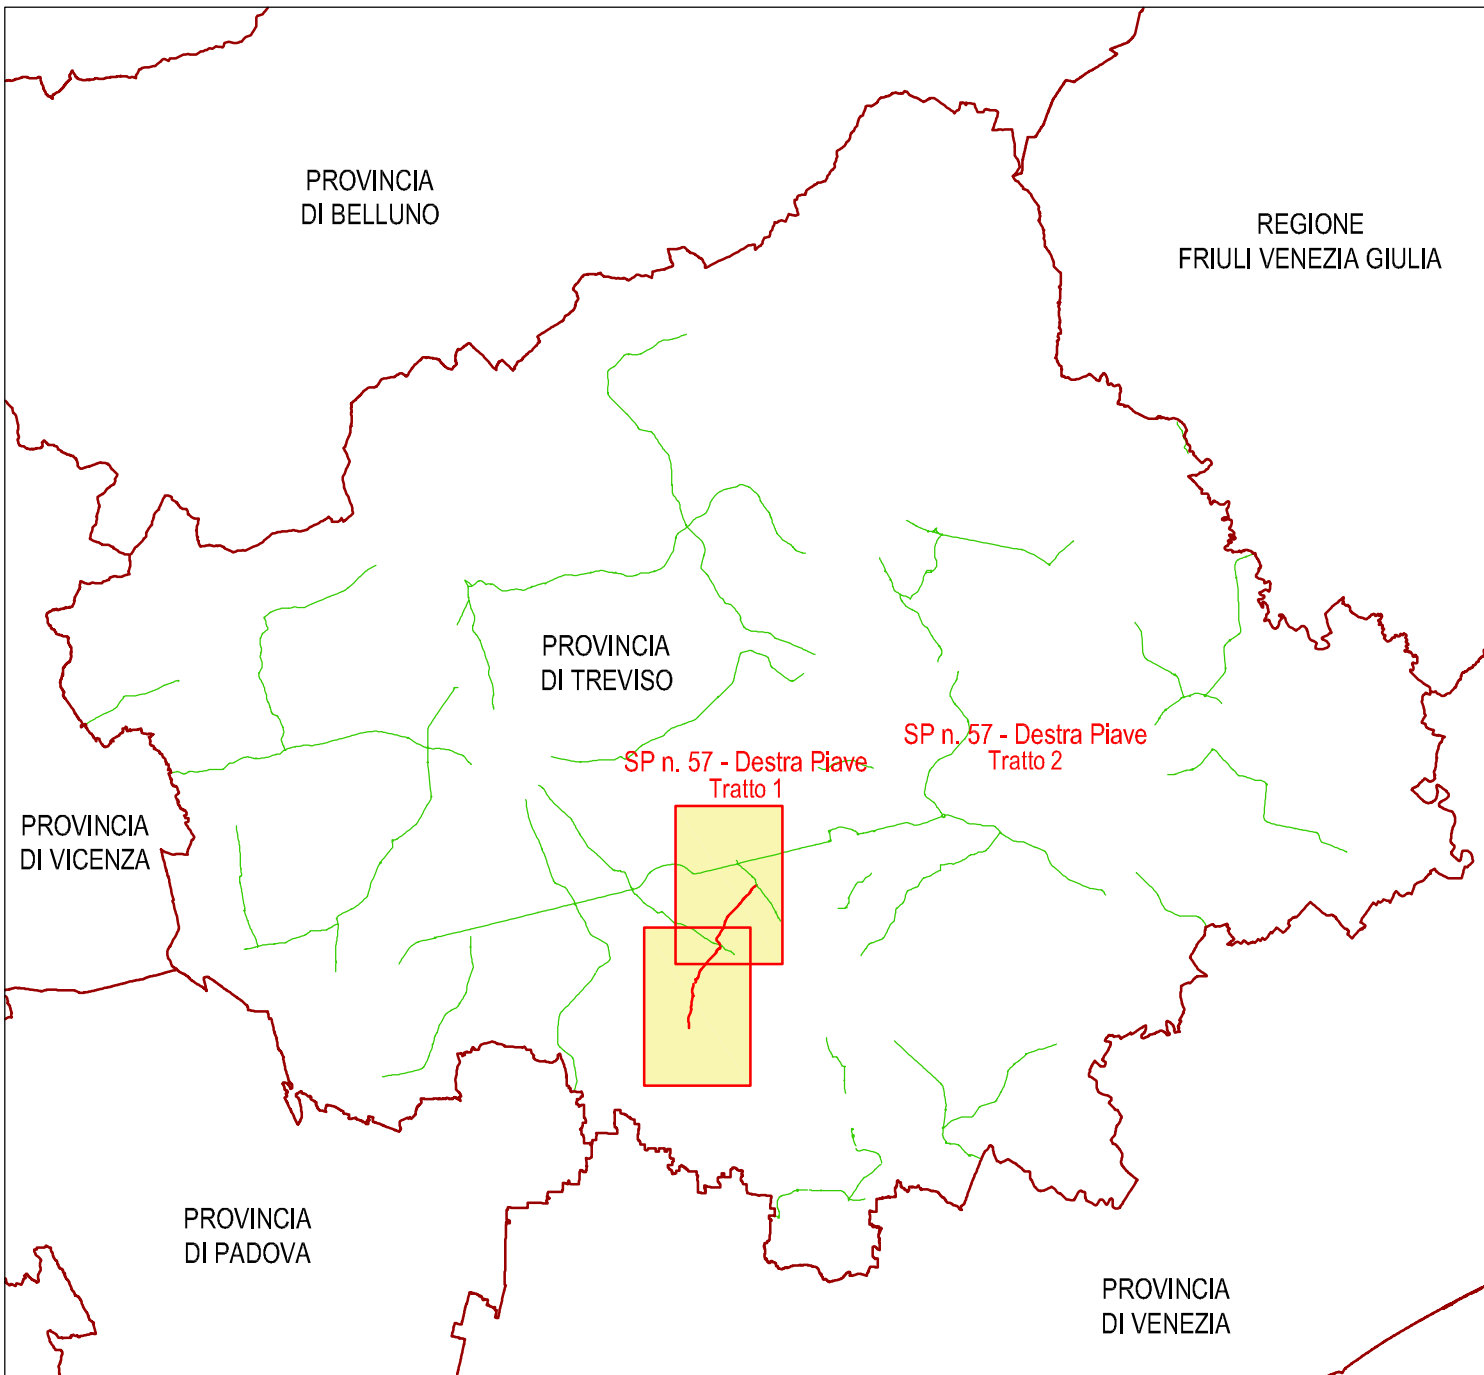 PROVINCIA
DI BELLUNO
REGIONE
FRIULI VENEZIA GIULIA
PROVINCIA
DI TREVISO
SP n. 57 - Destra Piave
Tratto 2
SP n. 57 - Destra Piave
Tratto 1
PROVINCIA
DI VICENZA
PROVINCIA
DI PADOVA
PROVINCIA
DI VENEZIA